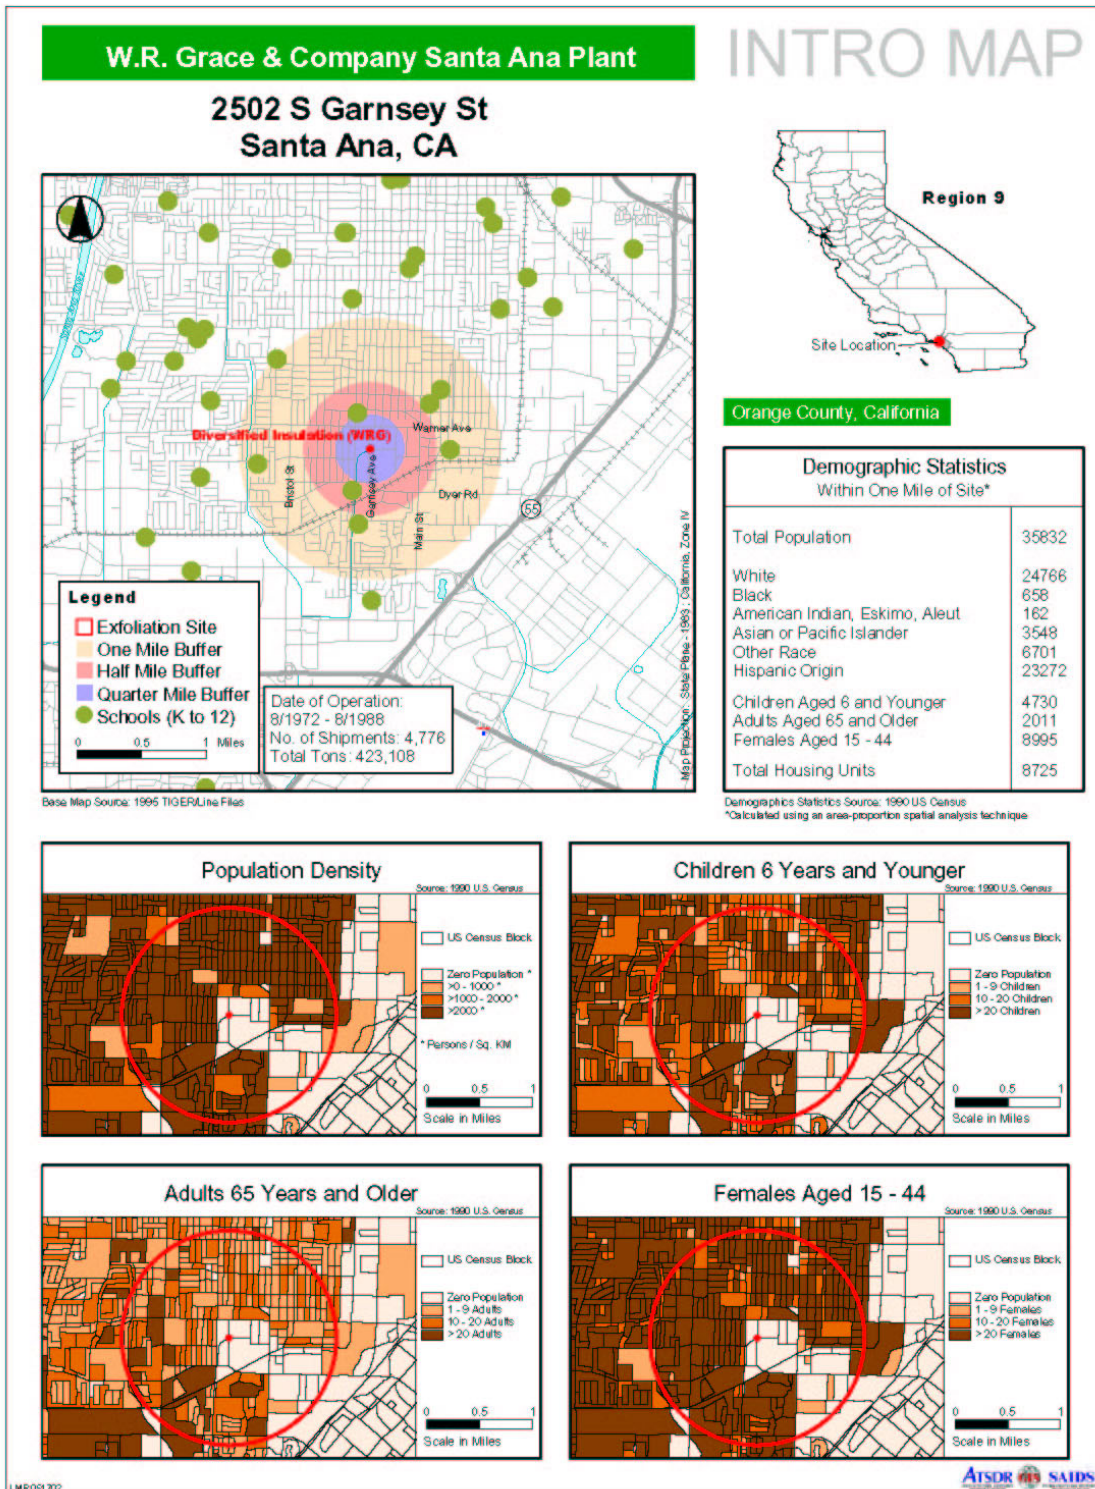 W.R. Grace & Company Santa Ana Plant
INTRO MAP
2502 S Garnsey St
Santa Ana, CA
Santa Ana River
Diversified Insulation (WRG)
Warner Ave
Bristol St
Garnsey Ave
Dyer Rd
Main St
55
Legend
Exfoliation Site
One Mile Buffer
Half Mile Buffer
Quarter Mile Buffer
Schools (K to 12)
0 0.5 1 Miles
Date of Operation:
8/1972 - 8/1988
No. of Shipments: 4,776
Total Tons: 423,108
Map Projection: State Plane - 1983; California, Zone IV
Base Map Source: 1995 TIGER/Line Files
Region 9
Site Location
Orange County, California
Demographic Statistics
Within One Mile of Site*
Total Population 35832
White 24766
Black 658
American Indian, Eskimo, Aleut 162
Asian or Pacific Islander 3548
Other Race 6701
Hispanic Origin 23272
Children Aged 6 and Younger 4730
Adults Aged 65 and Older 2011
Females Aged 15 - 44 8995
Total Housing Units 8725
Demographics Statistics Source: 1990 US Census
*Calculated using an area-proportion spatial analysis technique
Population Density
Source: 1990 U.S. Census
US Census Block
Zero Population *
>0 - 1000 *
>1000 - 2000 *
>2000 *
* Persons / Sq. KM
0 0.5 1
Scale in Miles
Children 6 Years and Younger
Source: 1990 U.S. Census
US Census Block
Zero Population
1 - 9 Children
10 - 20 Children
> 20 Children
0 0.5 1
Scale in Miles
Adults 65 Years and Older
Source: 1990 U.S. Census
US Census Block
Zero Population
1 - 9 Adults
10 - 20 Adults
> 20 Adults
0 0.5 1
Scale in Miles
Females Aged 15 - 44
Source: 1990 U.S. Census
US Census Block
Zero Population
1 - 9 Females
10 - 20 Females
> 20 Females
0 0.5 1
Scale in Miles
ATSDR SAIDS